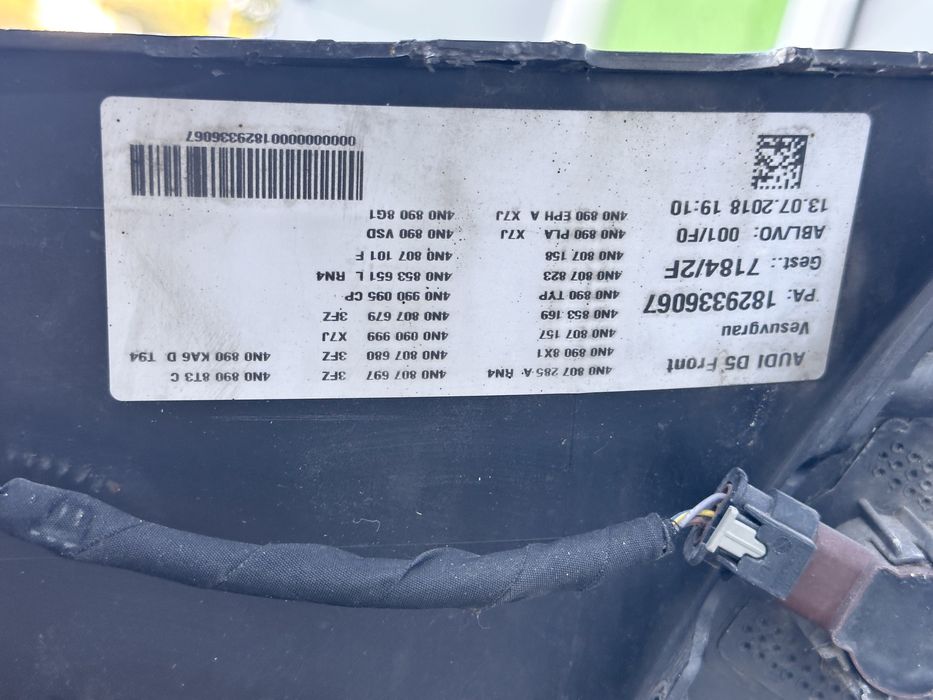 AUDI D5 Front
Vesuvgrau
PA: 1829336067
Gest.: 7184/2F
ABL/VO: 001/F0
13.07.2018 19:10
4N0 807 285 A RN4
4N0 890 8X1
4N0 807 157
4N0 853 169
4N0 890 TYP
4N0 807 823
4N0 807 158
4N0 890 PLA X7J
4N0 890 EPH A X7J
4N0 807 697 3FZ
4N0 807 680 3FZ
4N0 090 999 X7J
4N0 807 679 3FZ
4N0 990 095 CP
4N0 853 651 L RN4
4N0 807 101 F
4N0 890 VSD
4N0 890 8G1
4N0 890 8T3 C
4N0 890 KA6 D T94
00000000001829336067